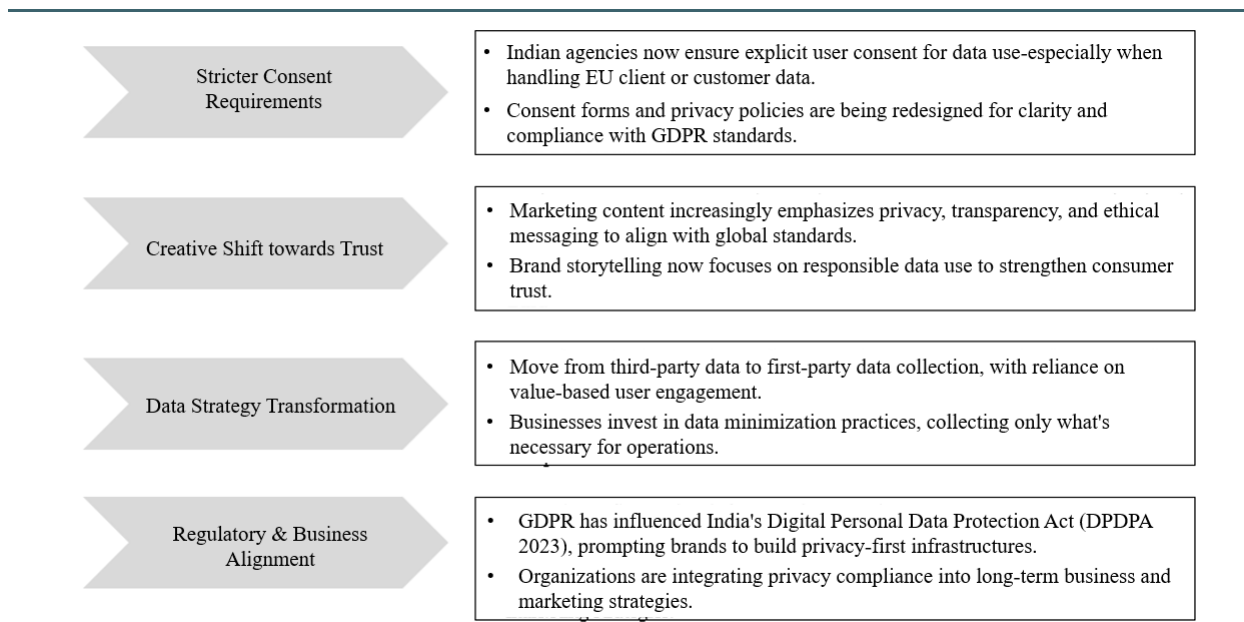 Stricter Consent
Requirements
• Indian agencies now ensure explicit user consent for data use-especially when
handling EU client or customer data.
• Consent forms and privacy policies are being redesigned for clarity and
compliance with GDPR standards.
Creative Shift towards Trust
• Marketing content increasingly emphasizes privacy, transparency, and ethical
messaging to align with global standards.
• Brand storytelling now focuses on responsible data use to strengthen consumer
trust.
Data Strategy Transformation
• Move from third-party data to first-party data collection, with reliance on
value-based user engagement.
• Businesses invest in data minimization practices, collecting only what's
necessary for operations.
Regulatory & Business
Alignment
• GDPR has influenced India's Digital Personal Data Protection Act (DPDPA
2023), prompting brands to build privacy-first infrastructures.
• Organizations are integrating privacy compliance into long-term business and
marketing strategies.